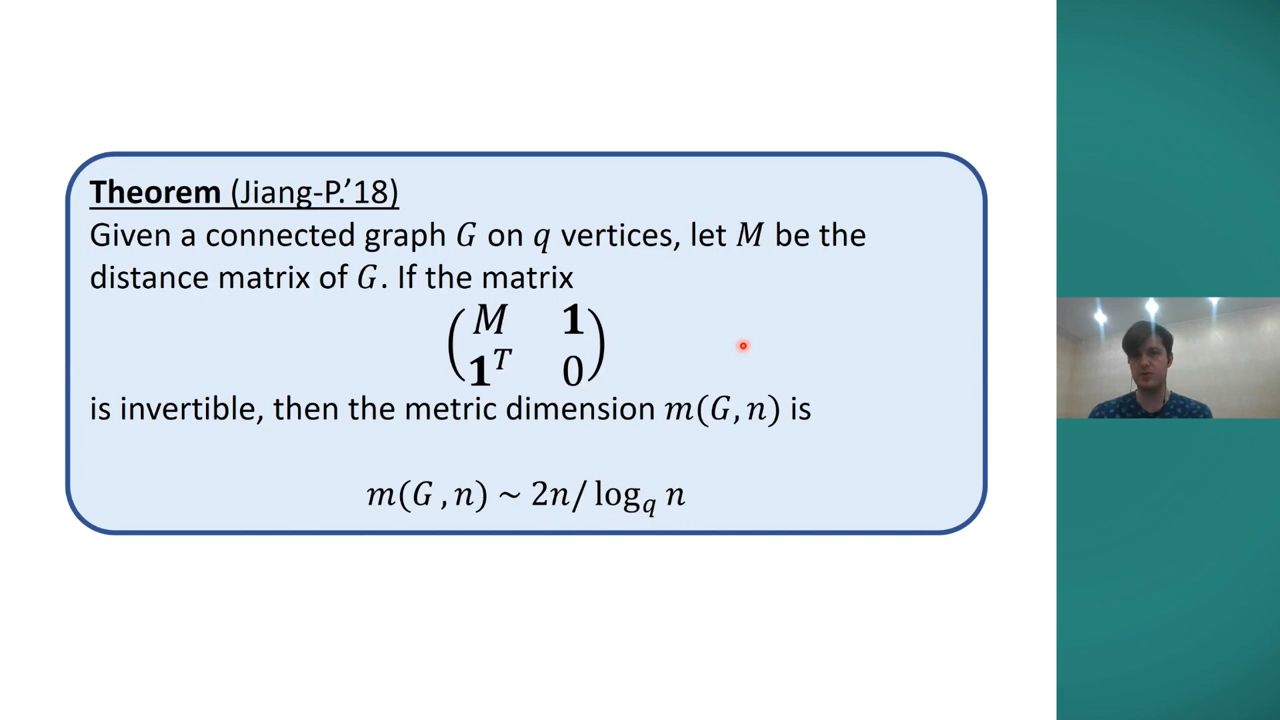 Theorem (Jiang-P.'18)
Given a connected graph G on q vertices, let M be the
distance matrix of G. If the matrix
(M 1
1^T 0)
is invertible, then the metric dimension m(G, n) is
m(G , n) ~ 2n/ log_q n